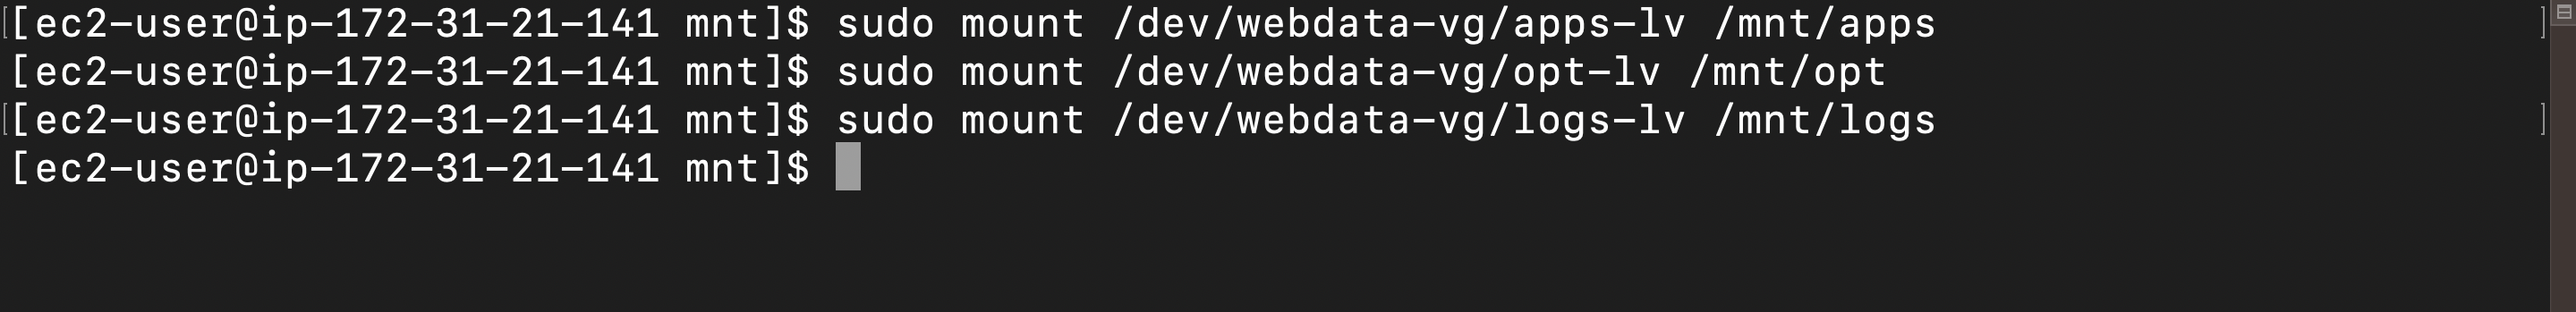 [ec2-user@ip-172-31-21-141 mnt]$ sudo mount /dev/webdata-vg/apps-lv /mnt/apps
[ec2-user@ip-172-31-21-141 mnt]$ sudo mount /dev/webdata-vg/opt-lv /mnt/opt
[ec2-user@ip-172-31-21-141 mnt]$ sudo mount /dev/webdata-vg/logs-lv /mnt/logs
[ec2-user@ip-172-31-21-141 mnt]$